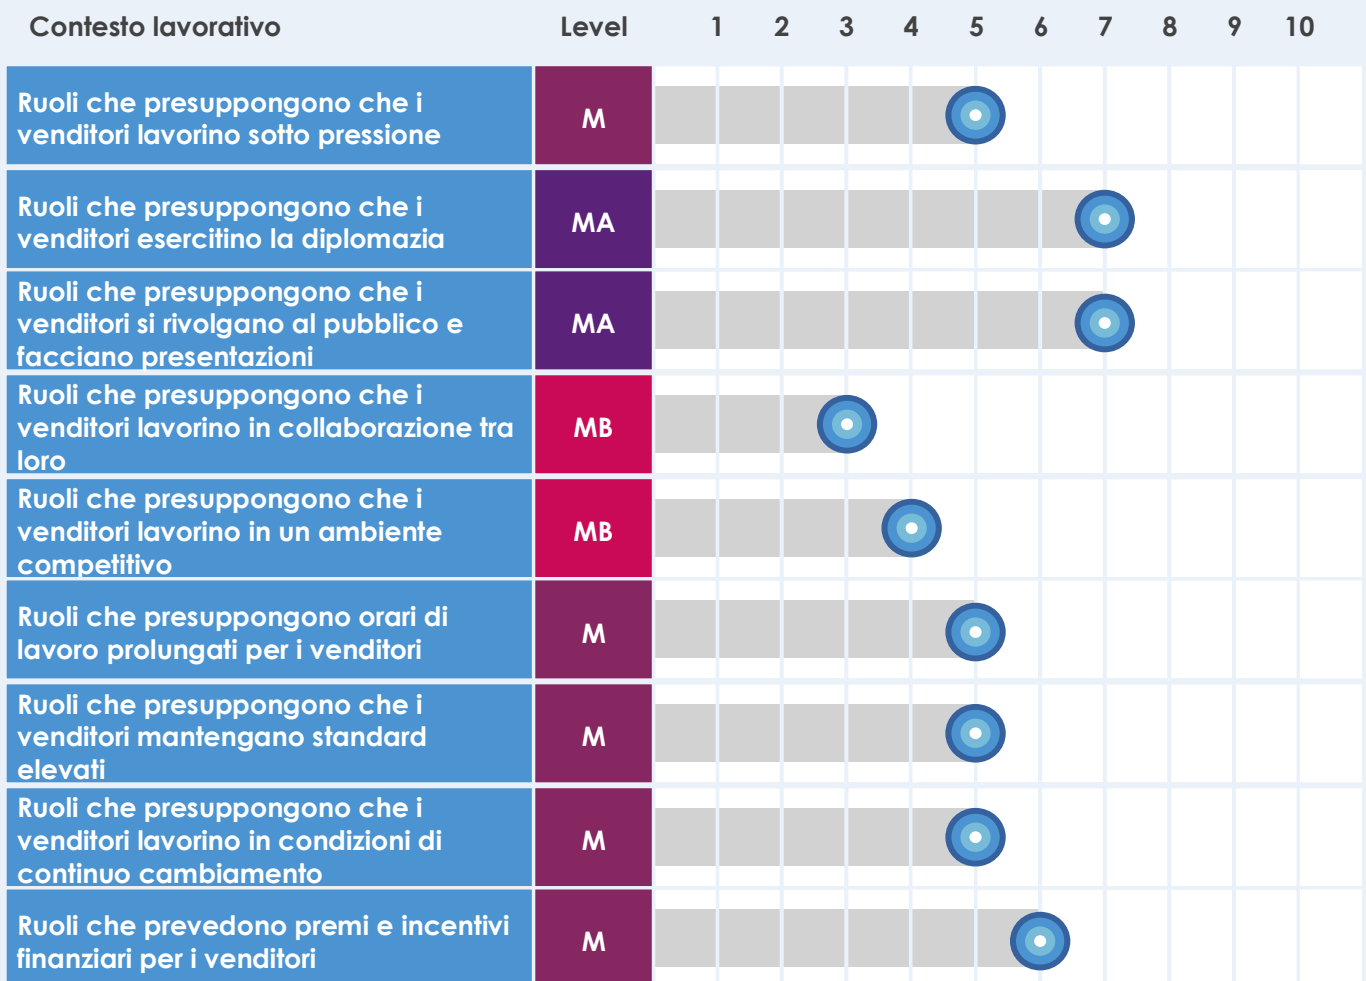 Contesto lavorativo Level 1 2 3 4 5 6 7 8 9 10
Ruoli che presuppongono che i
venditori lavorino sotto pressione
M
Ruoli che presuppongono che i
venditori esercitino la diplomazia
MA
Ruoli che presuppongono che i
venditori si rivolgano al pubblico e
facciano presentazioni
MA
Ruoli che presuppongono che i
venditori lavorino in collaborazione tra
loro
MB
Ruoli che presuppongono che i
venditori lavorino in un ambiente
competitivo
MB
Ruoli che presuppongono orari di
lavoro prolungati per i venditori
M
Ruoli che presuppongono che i
venditori mantengano standard
elevati
M
Ruoli che presuppongono che i
venditori lavorino in condizioni di
continuo cambiamento
M
Ruoli che prevedono premi e incentivi
finanziari per i venditori
M